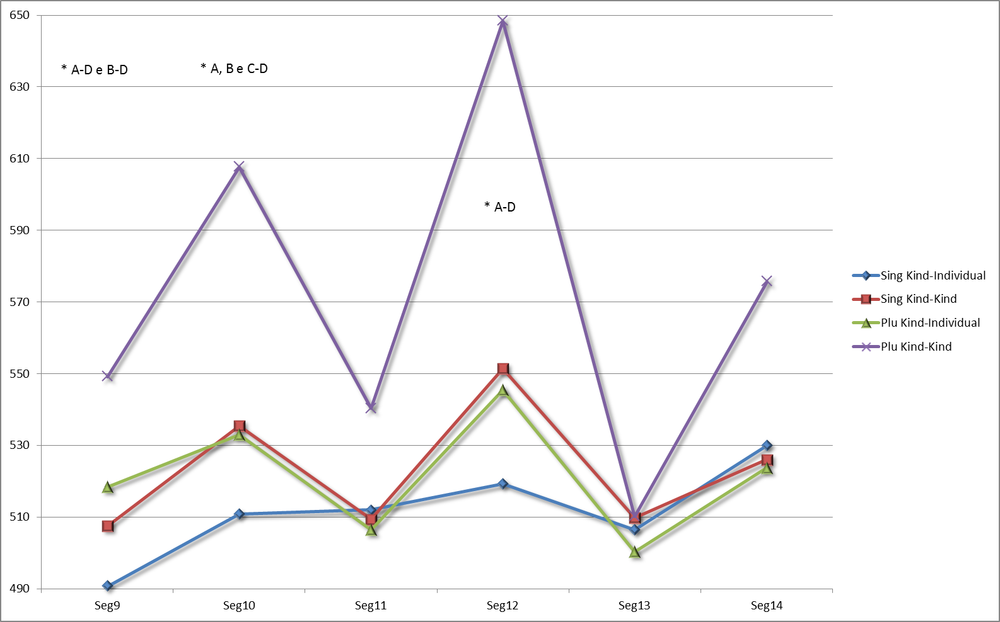 650
* A-D e B-D
* A, B e C-D
630
610
* A-D
590
570
550
530
510
490
Seg9 Seg10 Seg11 Seg12 Seg13 Seg14
Sing Kind-Individual
Sing Kind-Kind
Plu Kind-Individual
Plu Kind-Kind